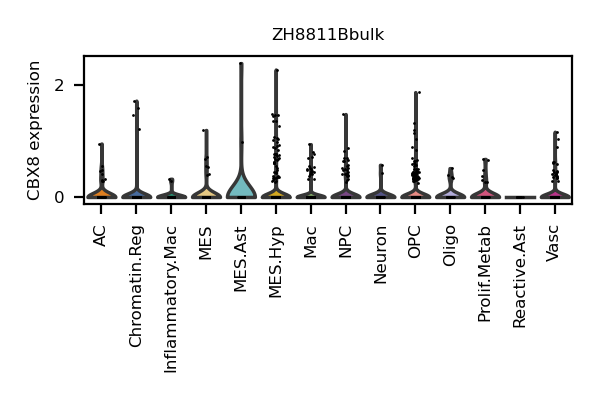 ZH8811Bbulk
CBX8 expression
2
0
AC
Chromatin.Reg
Inflammatory.Mac
MES
MES.Ast
MES.Hyp
Mac
NPC
Neuron
OPC
Oligo
Prolif.Metab
Reactive.Ast
Vasc